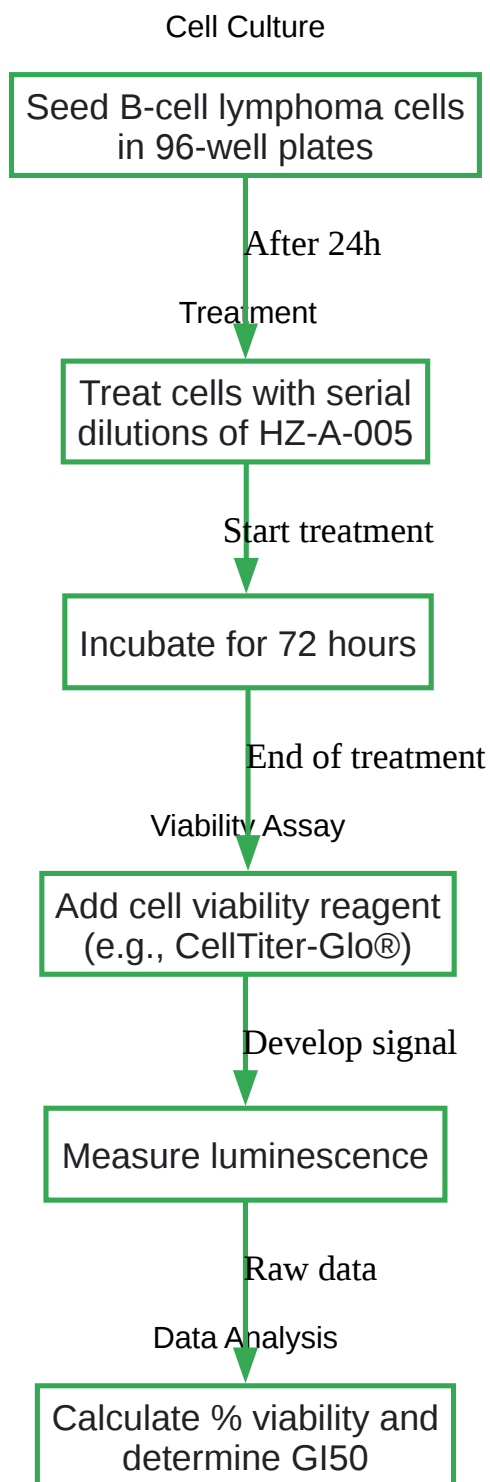 Cell Culture
Seed B-cell lymphoma cells
in 96-well plates
After 24h
Treatment
Treat cells with serial
dilutions of HZ-A-005
Start treatment
Incubate for 72 hours
End of treatment
Viability Assay
Add cell viability reagent
(e.g., CellTiter-Glo®)
Develop signal
Measure luminescence
Raw data
Data Analysis
Calculate % viability and
determine GI50